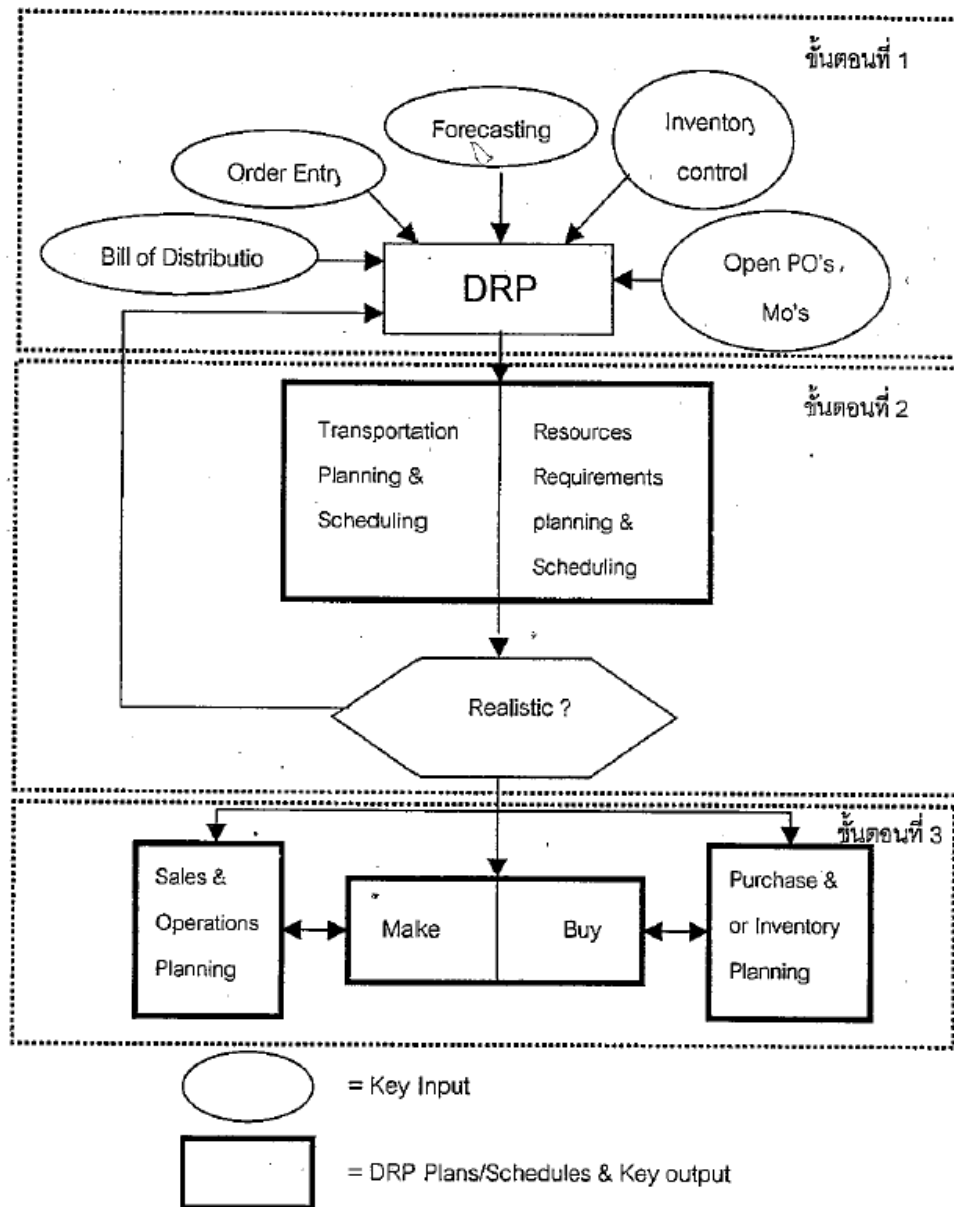 ขั้นตอนที่ 1
Forecasting
Inventory
control
Order Entry
Bill of Distributio
DRP
Open PO's,
Mo's
ขั้นตอนที่ 2
Transportation
Planning &
Scheduling
Resources
Requirements
planning &
Scheduling
Realistic ?
ขั้นตอนที่ 3
Sales &
Operations
Planning
Make
Buy
Purchase &
or Inventory
Planning
= Key Input
= DRP Plans/Schedules & Key output